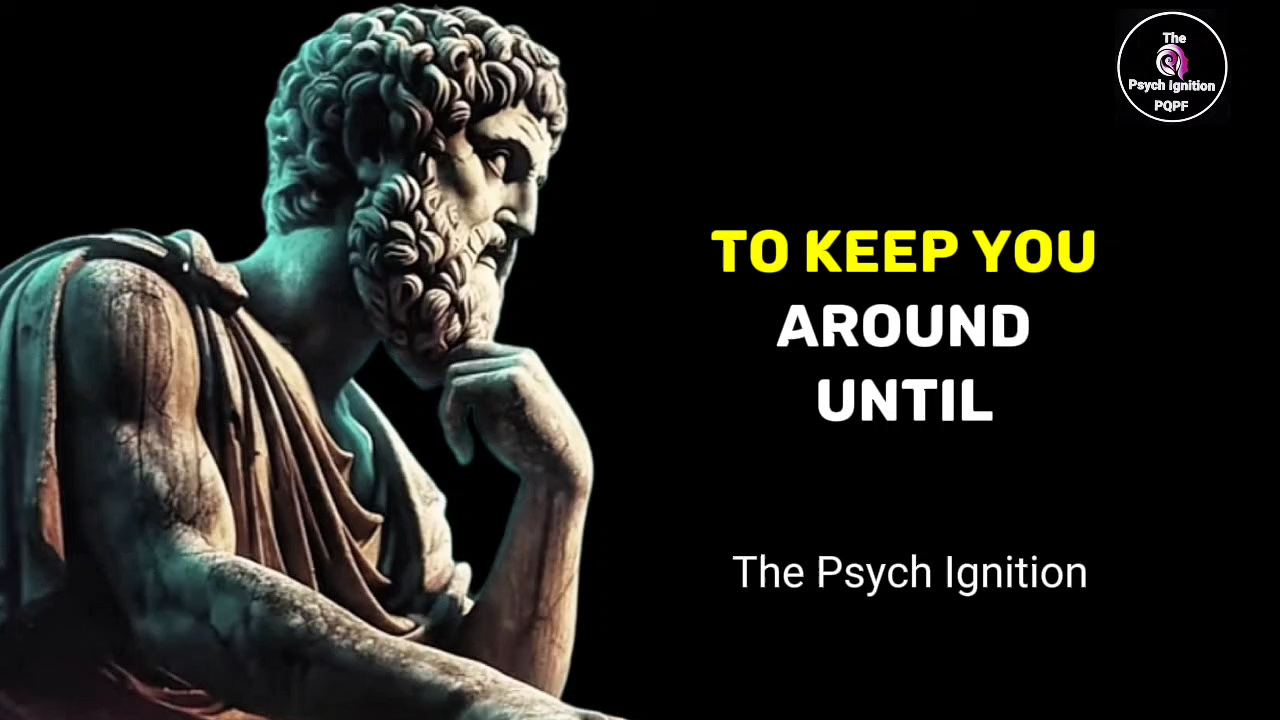 The
Psych Ignition
PQPF
TO KEEP YOU
AROUND
UNTIL
The Psych Ignition